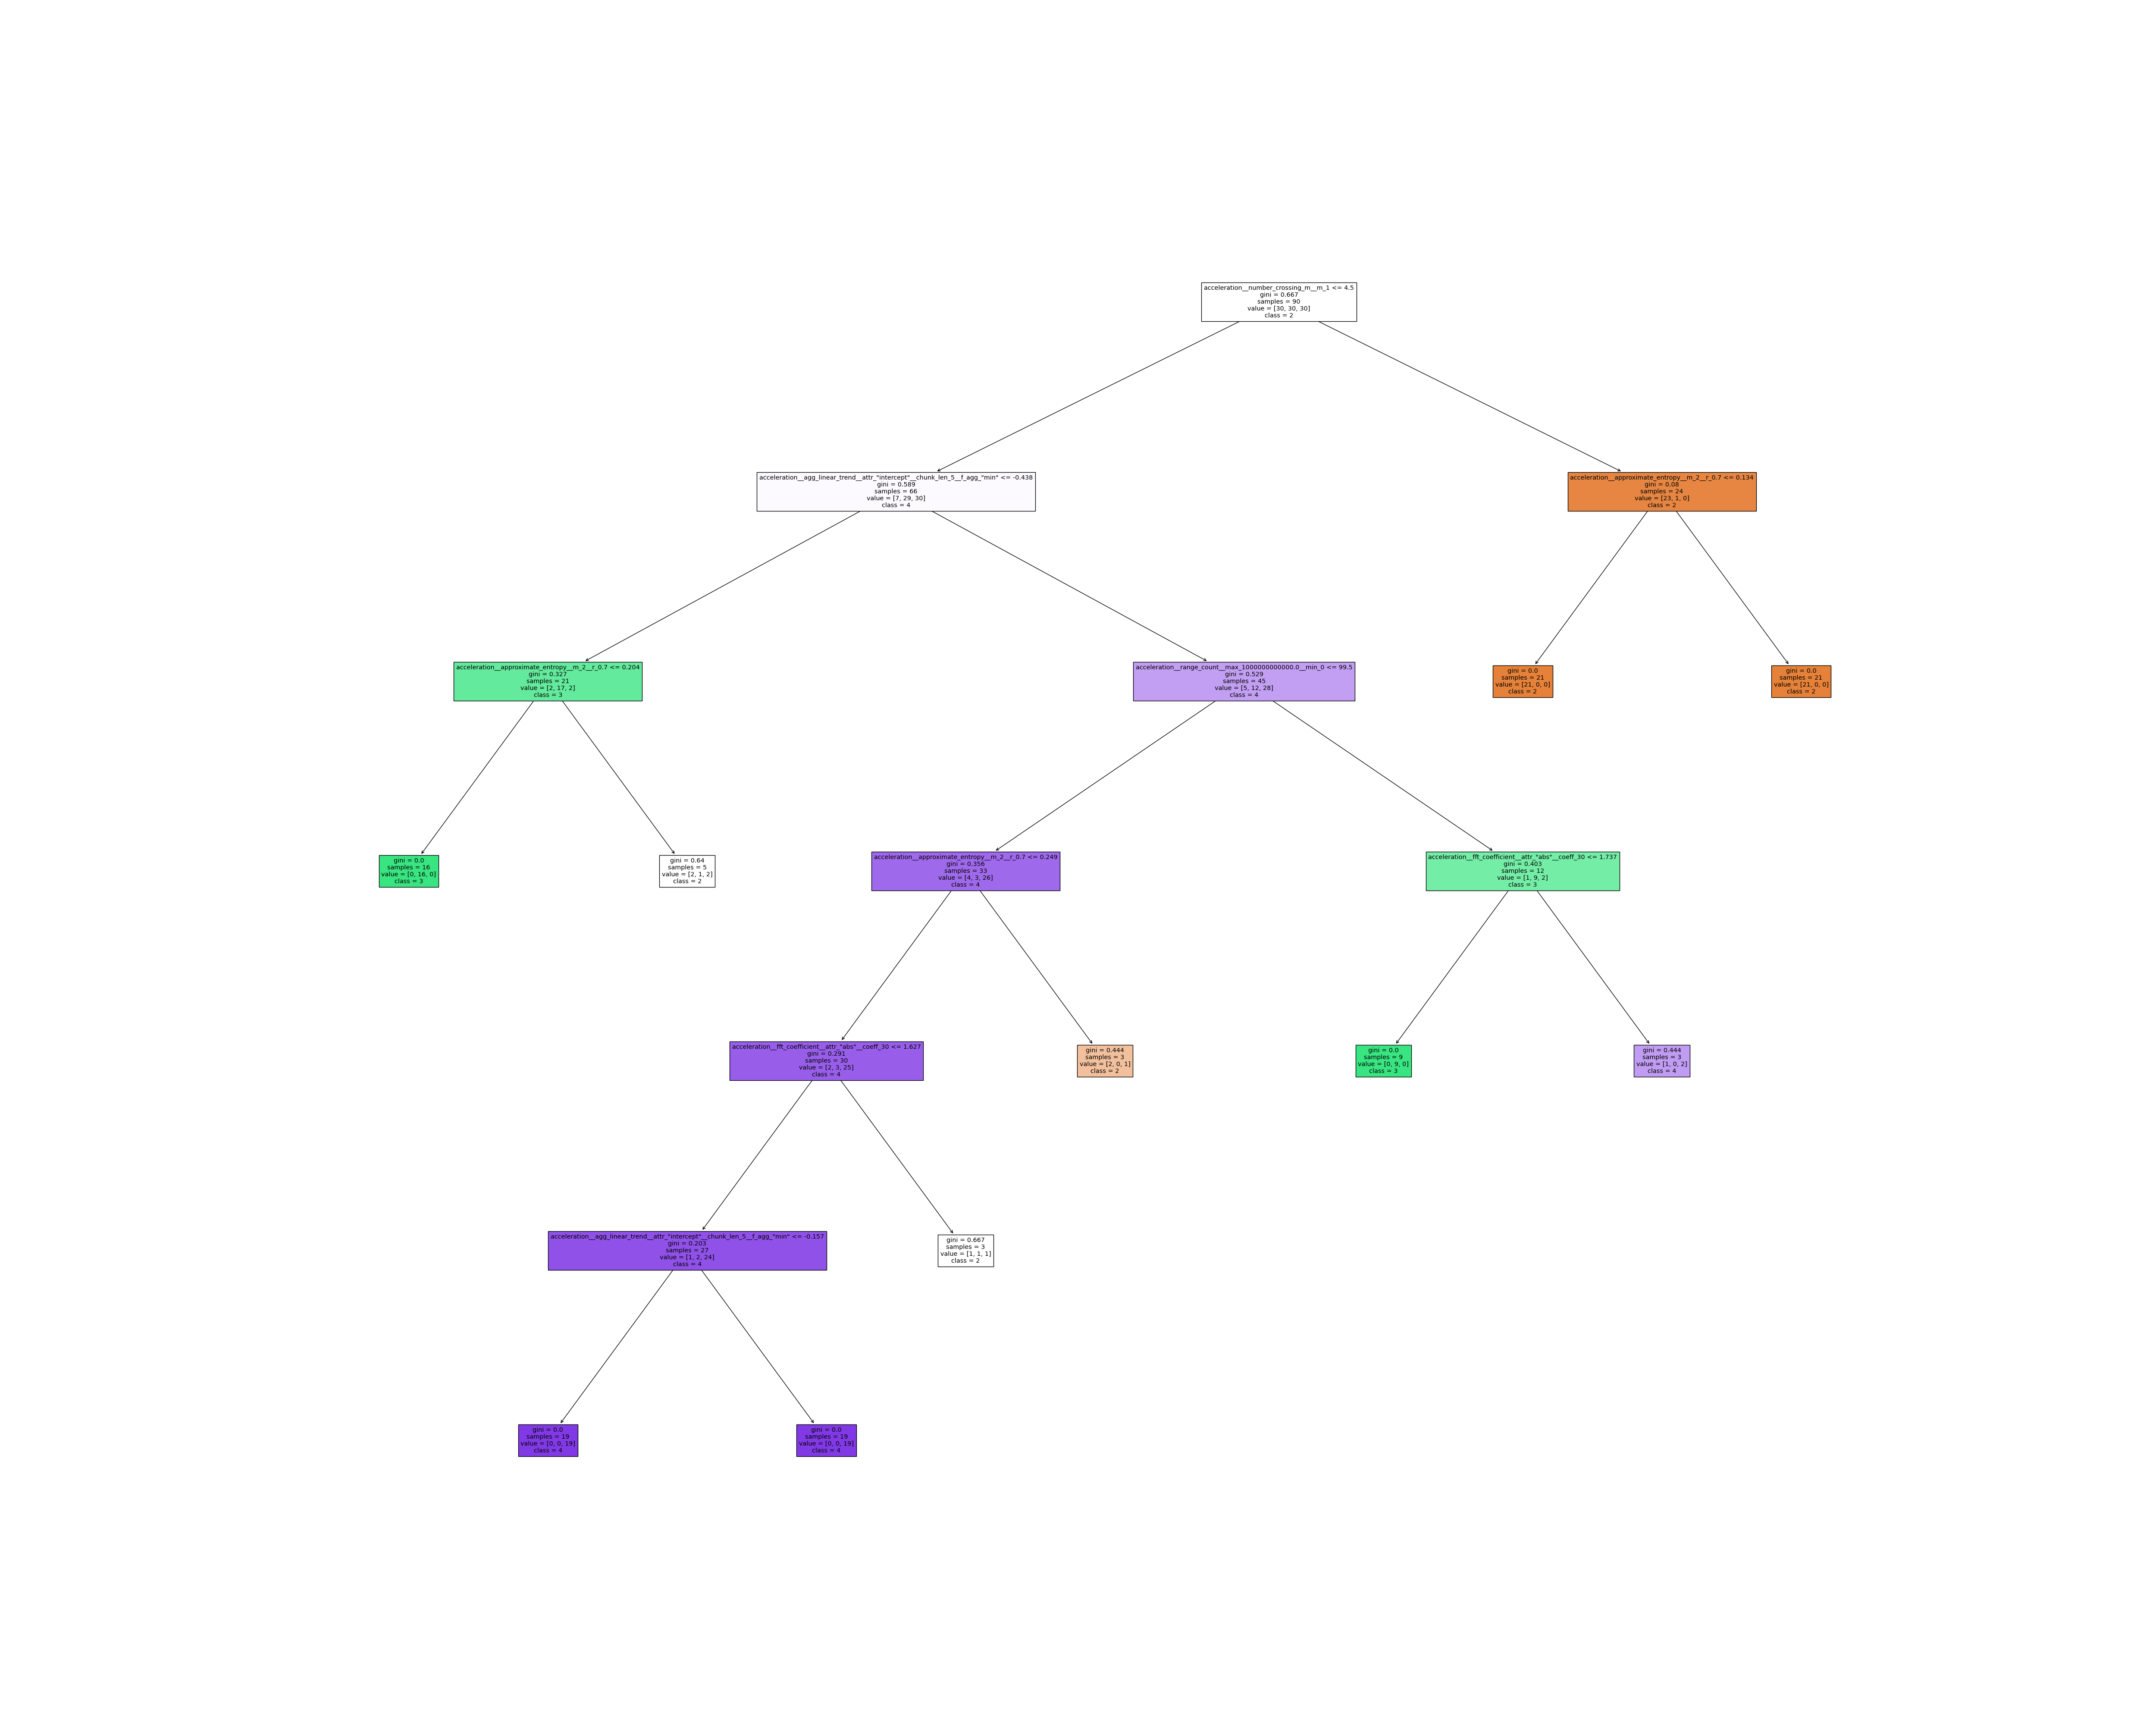 acceleration__number_crossing_m__m_1 <= 4.5
gini = 0.667
samples = 90
value = [30, 30, 30]
class = 2
acceleration__agg_linear_trend__attr_"intercept"__chunk_len_5__f_agg_"min" <= -0.438
gini = 0.589
samples = 66
value = [7, 29, 30]
class = 4
acceleration__approximate_entropy__m_2__r_0.7 <= 0.134
gini = 0.08
samples = 24
value = [23, 1, 0]
class = 2
acceleration__approximate_entropy__m_2__r_0.7 <= 0.204
gini = 0.327
samples = 21
value = [2, 17, 2]
class = 3
acceleration__range_count__max_1000000000000.0__min_0 <= 99.5
gini = 0.529
samples = 45
value = [5, 12, 28]
class = 4
gini = 0.0
samples = 21
value = [21, 0, 0]
class = 2
gini = 0.0
samples = 21
value = [21, 0, 0]
class = 2
gini = 0.0
samples = 16
value = [0, 16, 0]
class = 3
gini = 0.64
samples = 5
value = [2, 1, 2]
class = 2
acceleration__approximate_entropy__m_2__r_0.7 <= 0.249
gini = 0.356
samples = 33
value = [4, 3, 26]
class = 4
acceleration__fft_coefficient__attr_"abs"__coeff_30 <= 1.737
gini = 0.403
samples = 12
value = [1, 9, 2]
class = 3
acceleration__fft_coefficient__attr_"abs"__coeff_30 <= 1.627
gini = 0.291
samples = 30
value = [2, 3, 25]
class = 4
gini = 0.444
samples = 3
value = [2, 0, 1]
class = 2
gini = 0.0
samples = 9
value = [0, 9, 0]
class = 3
gini = 0.444
samples = 3
value = [1, 0, 2]
class = 4
acceleration__agg_linear_trend__attr_"intercept"__chunk_len_5__f_agg_"min" <= -0.157
gini = 0.203
samples = 27
value = [1, 2, 24]
class = 4
gini = 0.667
samples = 3
value = [1, 1, 1]
class = 2
gini = 0.0
samples = 19
value = [0, 0, 19]
class = 4
gini = 0.0
samples = 19
value = [0, 0, 19]
class = 4